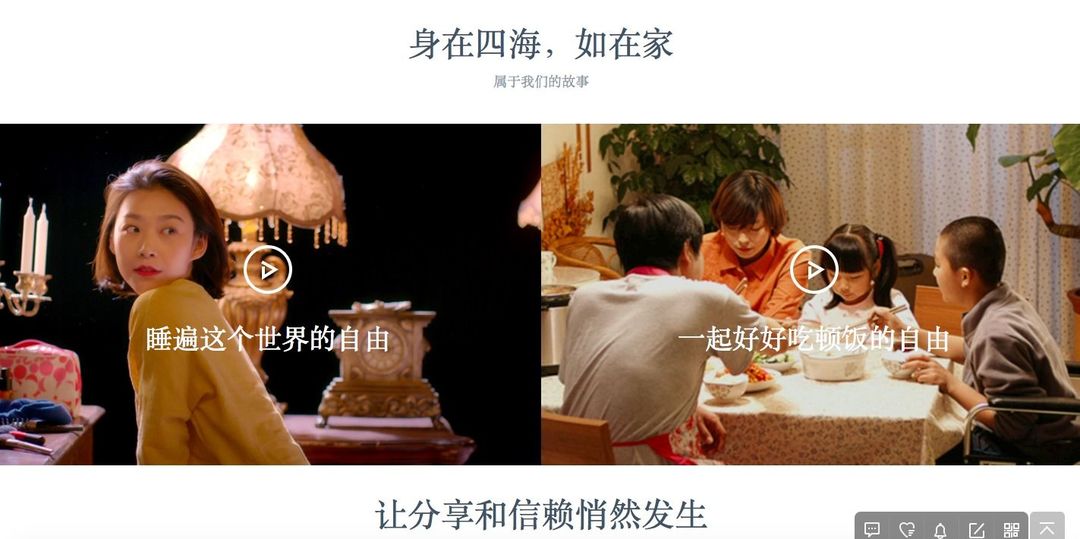 身在四海，如在家
属于我们的故事
睡遍这个世界的自由
一起好好吃顿饭的自由
让分享和信赖悄然发生